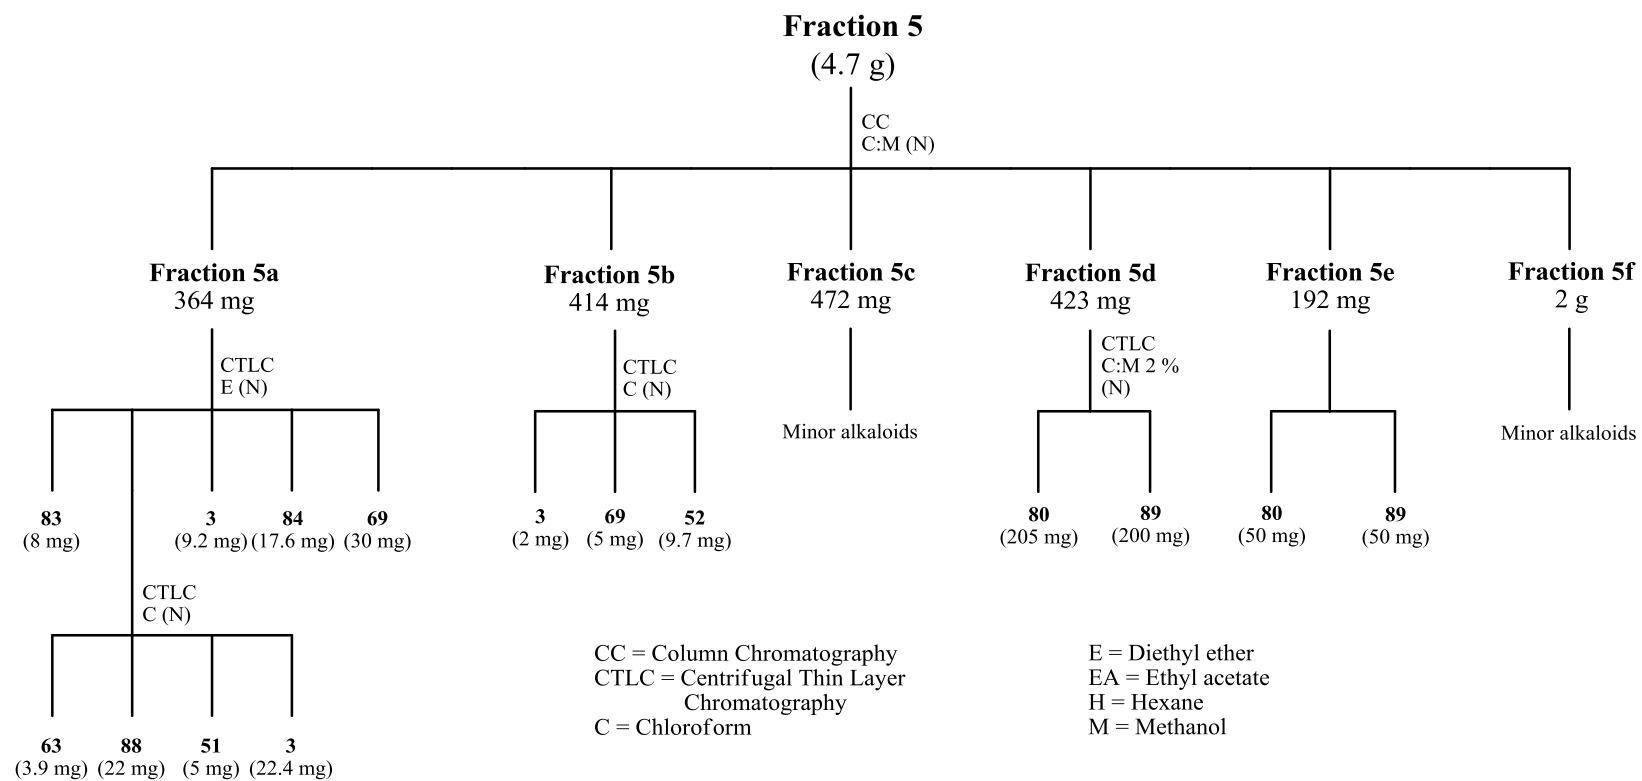 Fraction 5
(4.7 g)
CC
C:M (N)
Fraction 5a
364 mg
Fraction 5b
414 mg
Fraction 5c
472 mg
Fraction 5d
423 mg
Fraction 5e
192 mg
Fraction 5f
2 g
CTLC
E (N)
CTLC
C (N)
CTLC
C:M 2 %
(N)
Minor alkaloids
Minor alkaloids
83
(8 mg)
3
(9.2 mg)
84
(17.6 mg)
69
(30 mg)
3
(2 mg)
69
(5 mg)
52
(9.7 mg)
80
(205 mg)
89
(200 mg)
80
(50 mg)
89
(50 mg)
CTLC
C (N)
63
(3.9 mg)
88
(22 mg)
51
(5 mg)
3
(22.4 mg)
CC = Column Chromatography
CTLC = Centrifugal Thin Layer
Chromatography
C = Chloroform
E = Diethyl ether
EA = Ethyl acetate
H = Hexane
M = Methanol